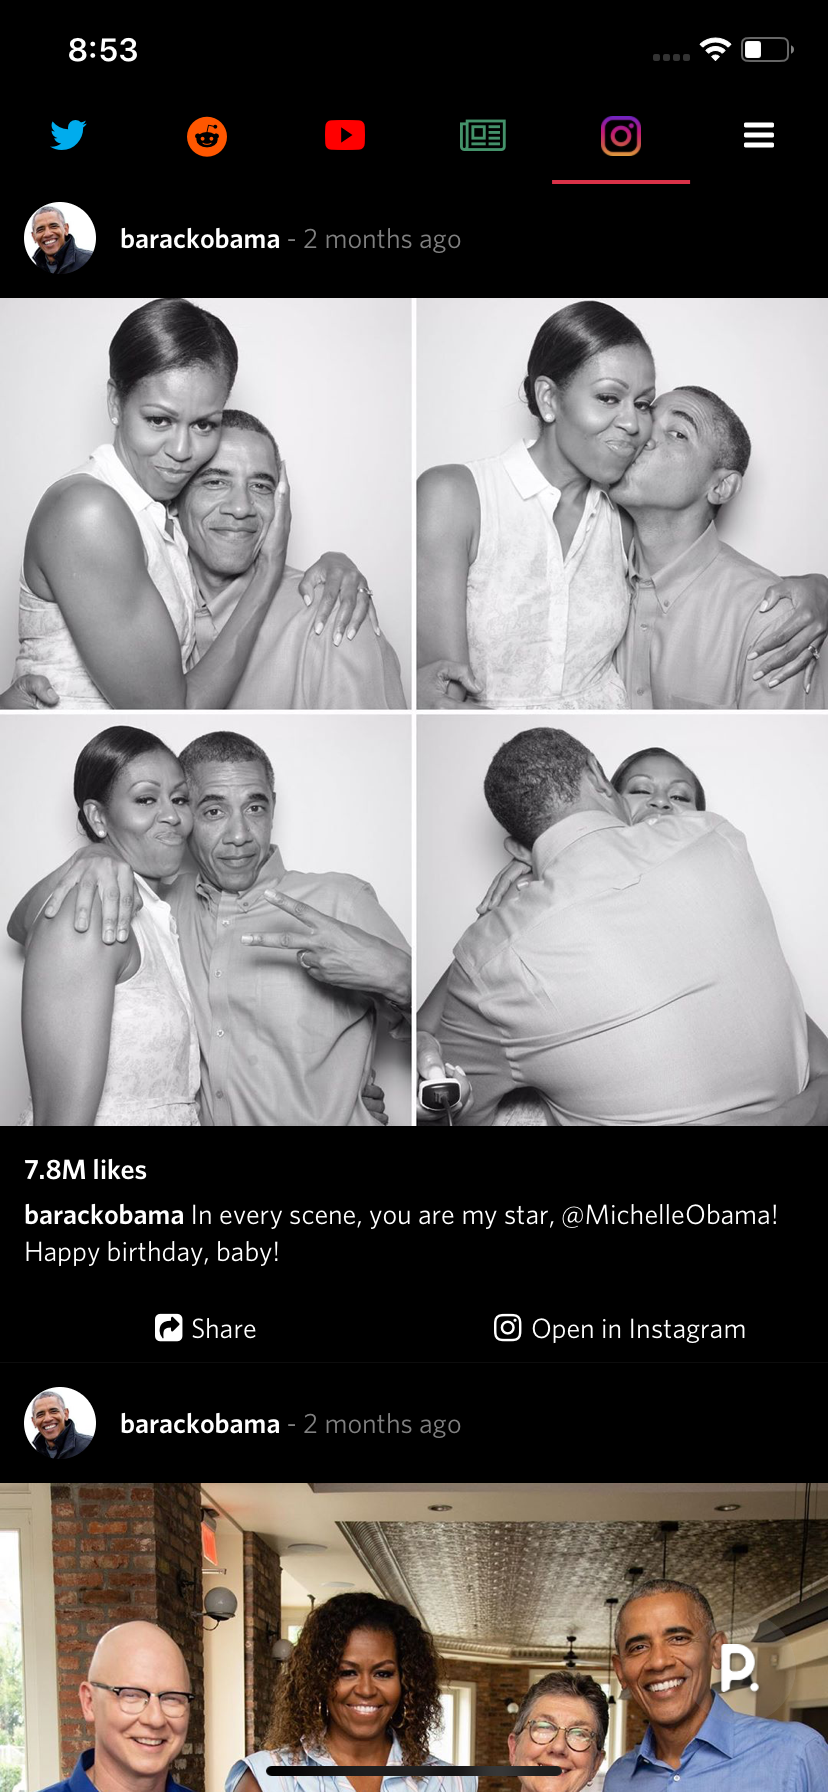 8:53
barackobama - 2 months ago
7.8M likes
barackobama In every scene, you are my star, @MichelleObama!
Happy birthday, baby!
Share
Open in Instagram
barackobama - 2 months ago
P.